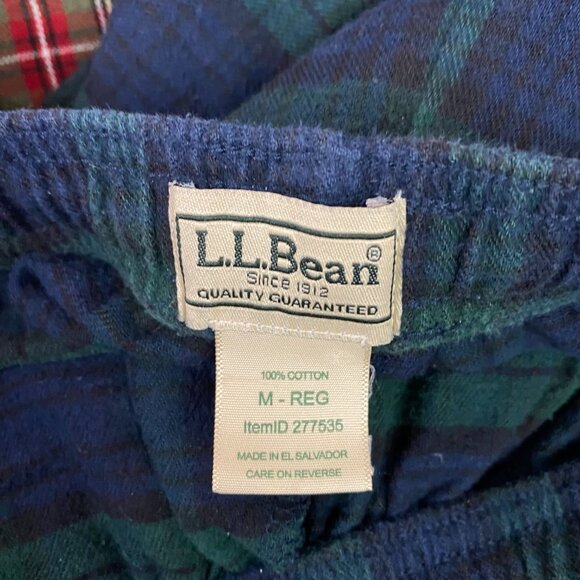 L.L.Bean®
Since 1912
QUALITY GUARANTEED
100% COTTON
M - REG
ItemID 277535
MADE IN EL SALVADOR
CARE ON REVERSE